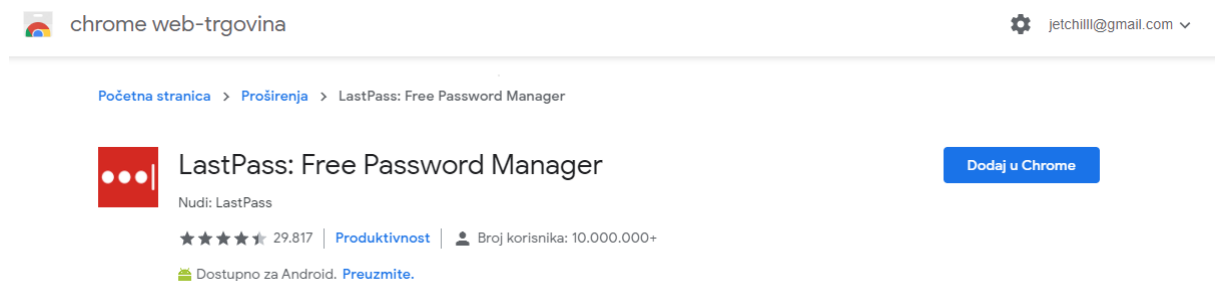 chrome web-trgovina
jetchilll@gmail.com
Početna stranica > Proširenja > LastPass: Free Password Manager
LastPass: Free Password Manager
Dodaj u Chrome
Nudi: LastPass
29.817 | Produktivnost | Broj korisnika: 10.000.000+
Dostupno za Android. Preuzmite.